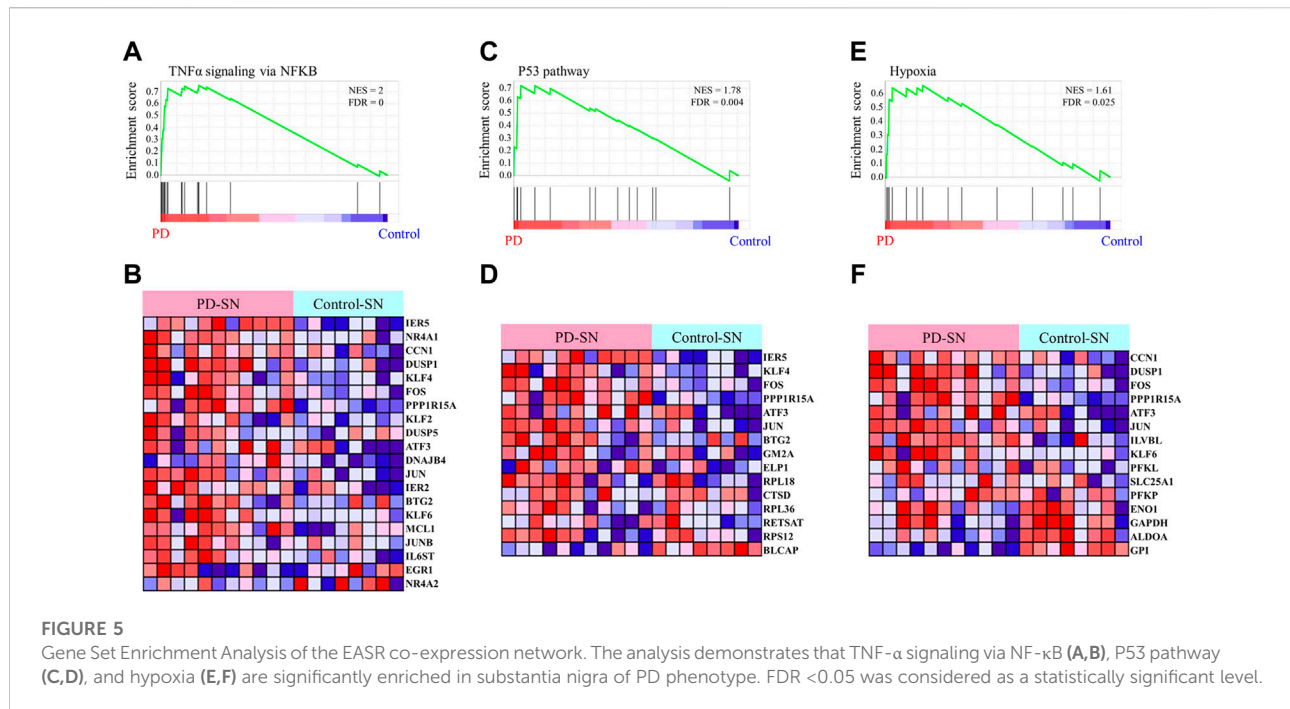 A
TNFα signaling via NFKB
NES = 2
FDR = 0
Enrichment score
0.7
0.6
0.5
0.4
0.3
0.2
0.1
0.0
PD
Control
C
P53 pathway
NES = 1.78
FDR = 0.004
Enrichment score
0.7
0.6
0.5
0.4
0.3
0.2
0.1
0.0
PD
Control
E
Hypoxia
NES = 1.61
FDR = 0.025
Enrichment score
0.6
0.5
0.4
0.3
0.2
0.1
0.0
PD
Control
B
PD-SN Control-SN
IER5
NR4A1
CCN1
DUSP1
KLF4
FOS
PPP1R15A
KLF2
DUSP5
ATF3
DNAJB4
JUN
IER2
BTG2
KLF6
MCL1
JUNB
IL6ST
EGR1
NR4A2
D
PD-SN Control-SN
IER5
KLF4
FOS
PPP1R15A
ATF3
JUN
BTG2
GM2A
ELP1
RPL18
CTSD
RPL36
RETSAT
RPS12
BLCAP
F
PD-SN Control-SN
CCN1
DUSP1
FOS
PPP1R15A
ATF3
JUN
ILVBL
KLF6
PFKL
SLC25A1
PFKP
ENO1
GAPDH
ALDOA
GPI
FIGURE 5
Gene Set Enrichment Analysis of the EASR co-expression network. The analysis demonstrates that TNF-α signaling via NF-κB (A,B), P53 pathway
(C,D), and hypoxia (E,F) are significantly enriched in substantia nigra of PD phenotype. FDR <0.05 was considered as a statistically significant level.